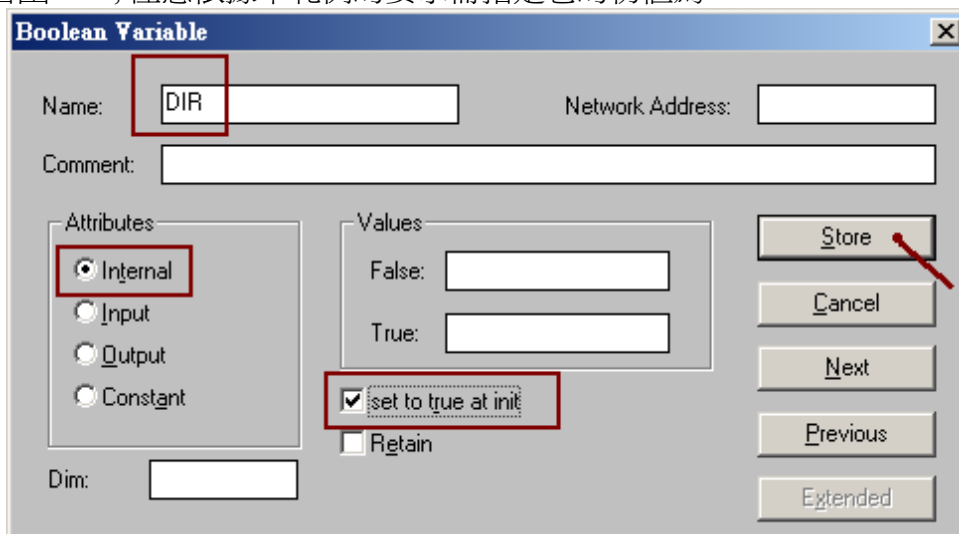 Boolean Variable
Name: DIR Network Address:
Comment:
Attributes
Internal
Input
Output
Constant
Values
False:
True:
set to true at init
Retain
Dim:
Store
Cancel
Next
Previous
Extended